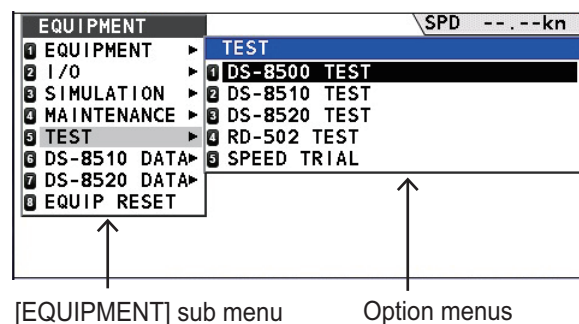 EQUIPMENT
SPD --.--kn
1 EQUIPMENT ▶
2 I/O ▶
3 SIMULATION ▶
4 MAINTENANCE ▶
5 TEST ▶
6 DS-8510 DATA▶
7 DS-8520 DATA▶
8 EQUIP RESET
TEST
1 DS-8500 TEST
2 DS-8510 TEST
3 DS-8520 TEST
4 RD-502 TEST
5 SPEED TRIAL
[EQUIPMENT] sub menu
Option menus